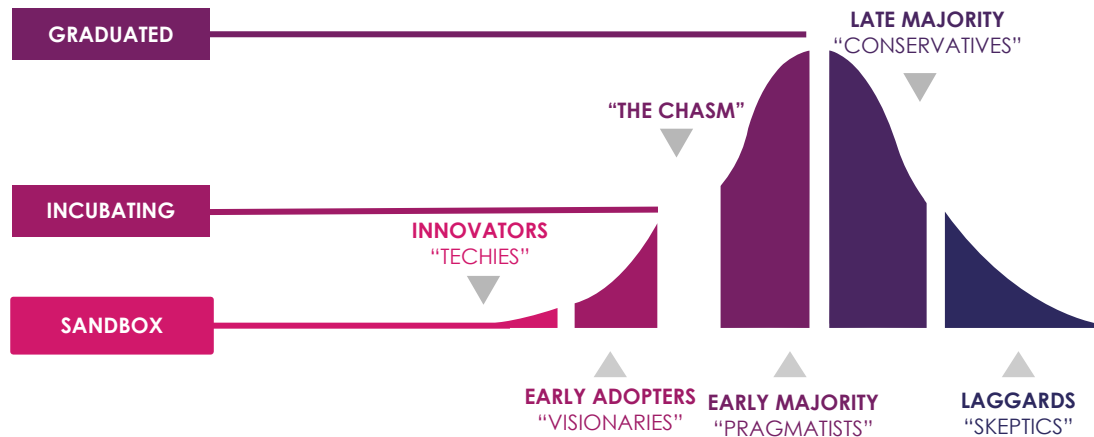 GRADUATED
LATE MAJORITY
“CONSERVATIVES”
“THE CHASM”
INCUBATING
INNOVATORS
“TECHIES”
SANDBOX
EARLY ADOPTERS
“VISIONARIES”
EARLY MAJORITY
“PRAGMATISTS”
LAGGARDS
“SKEPTICS”